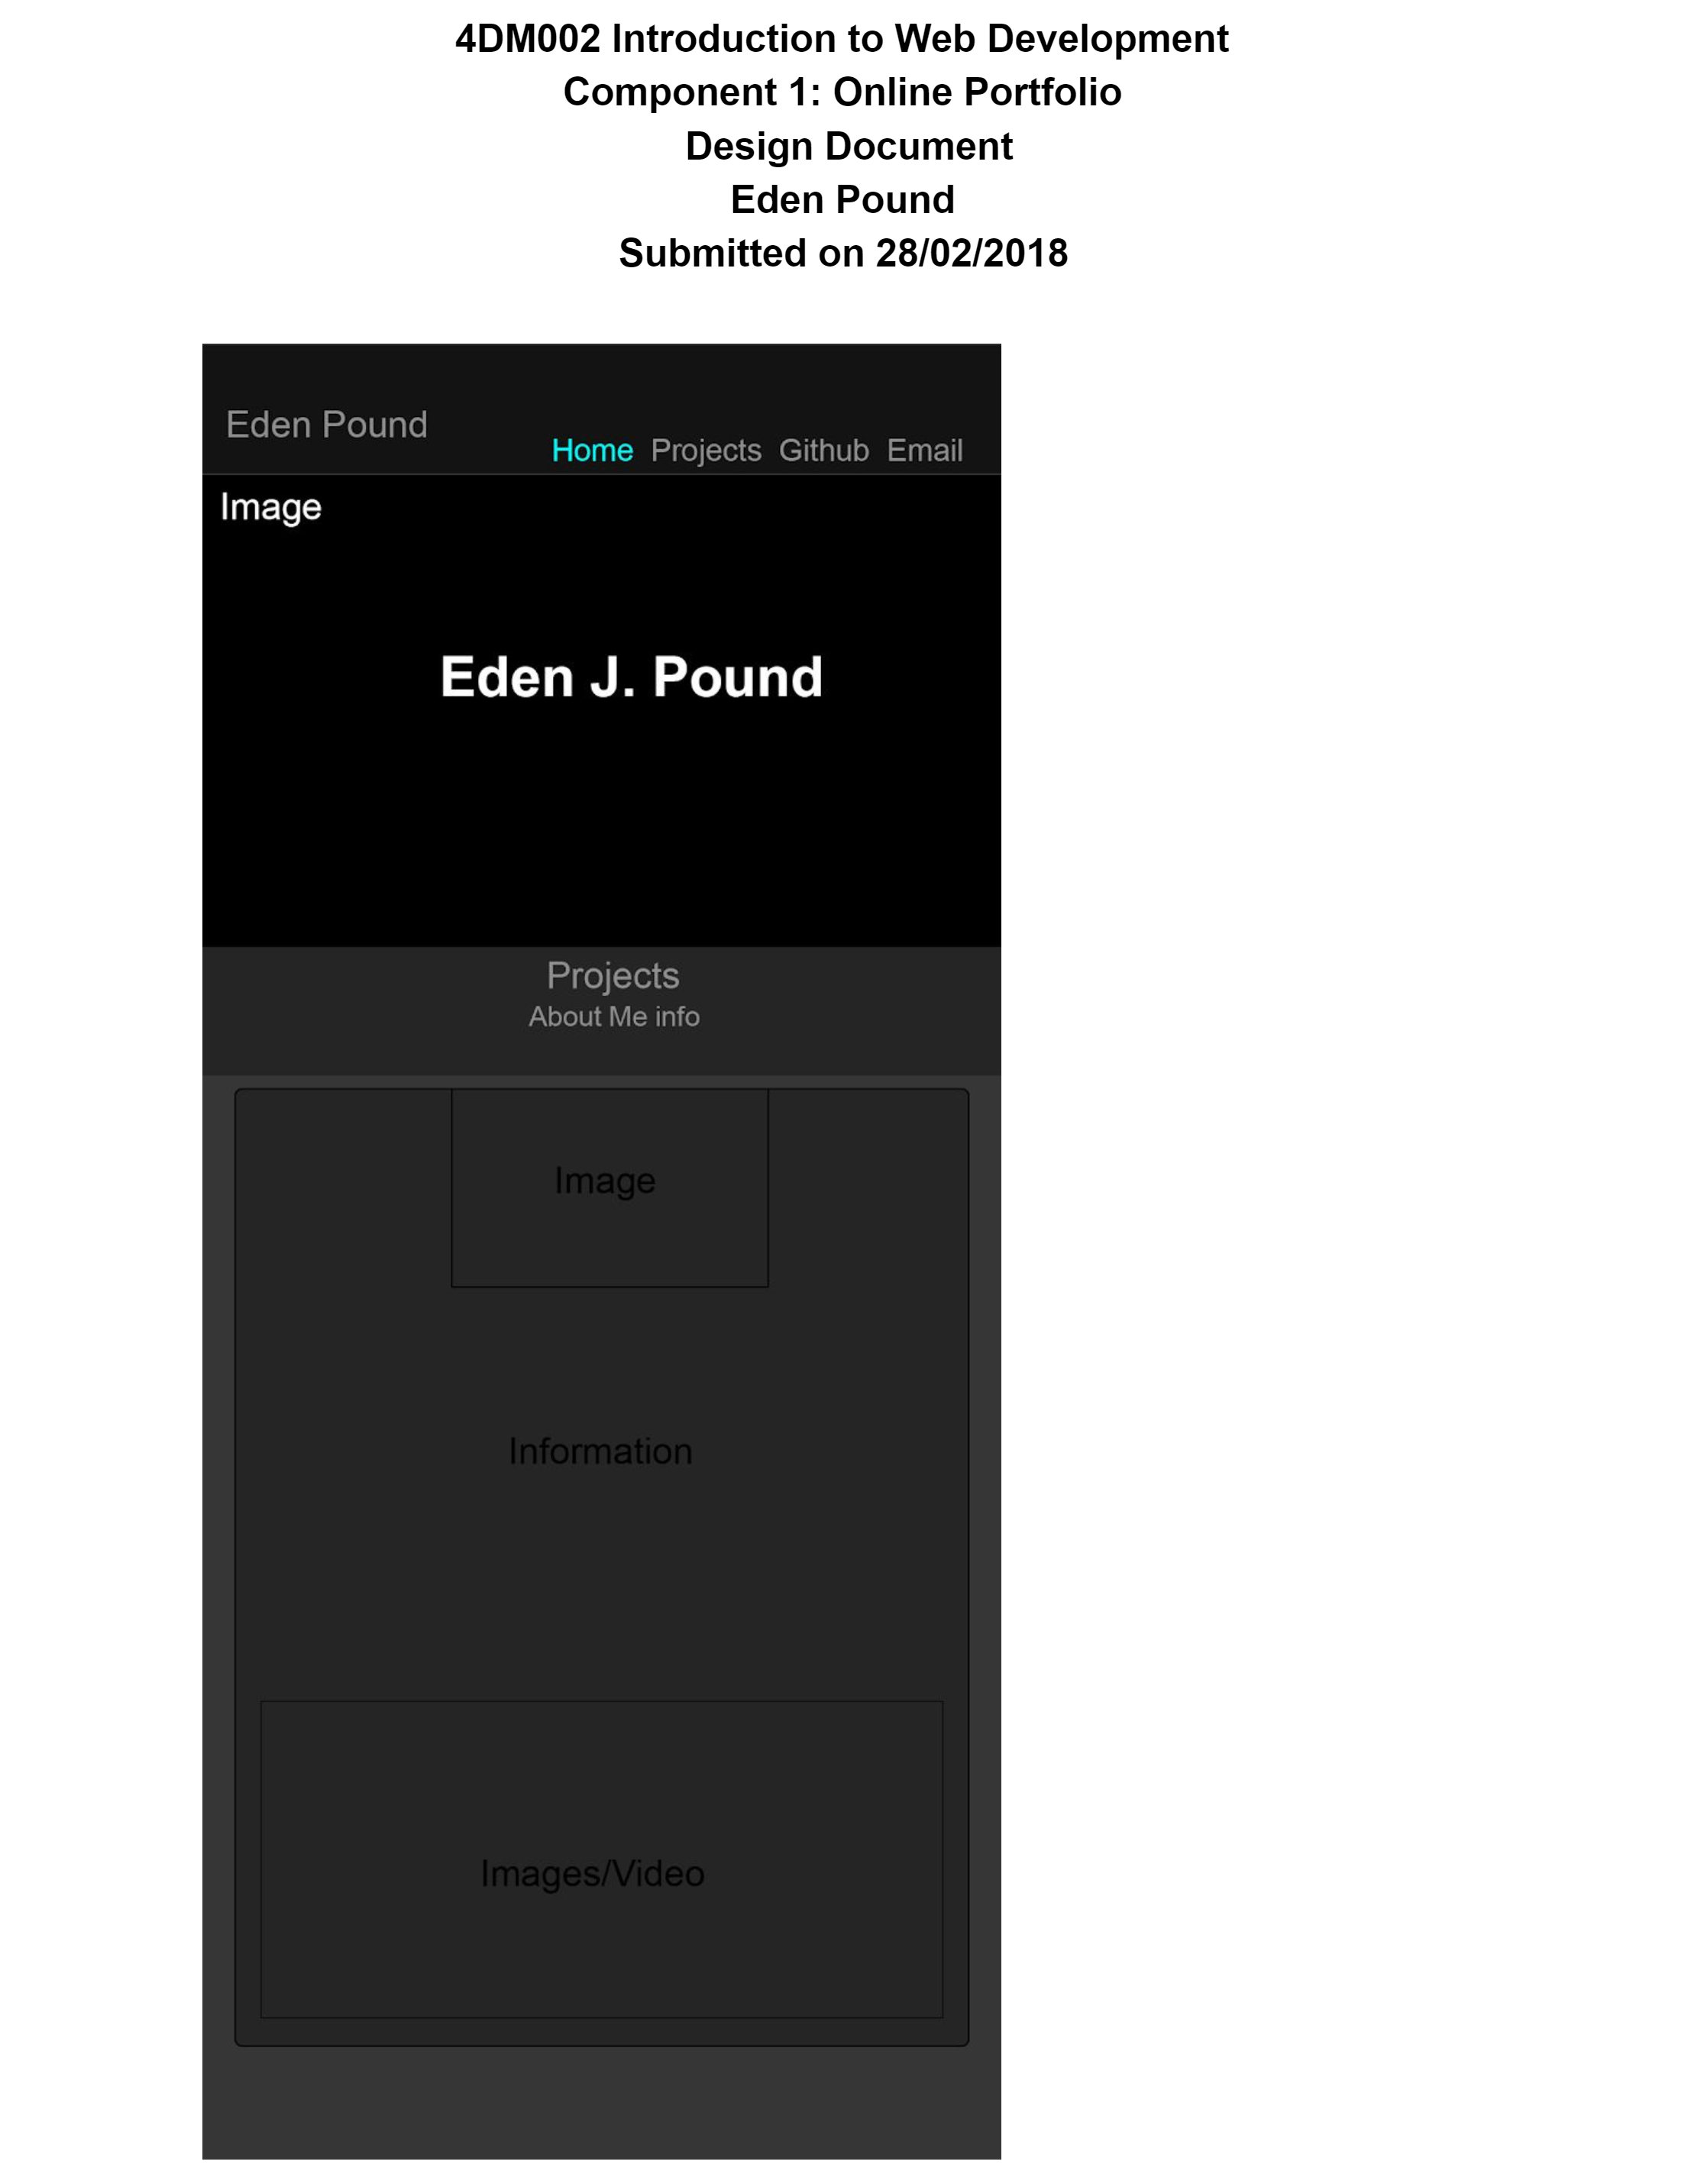 4DM002 Introduction to Web Development
Component 1: Online Portfolio
Design Document
Eden Pound
Submitted on 28/02/2018
Eden Pound
Home Projects Github Email
Image
Eden J. Pound
Projects
About Me info
Image
Information
Images/Video